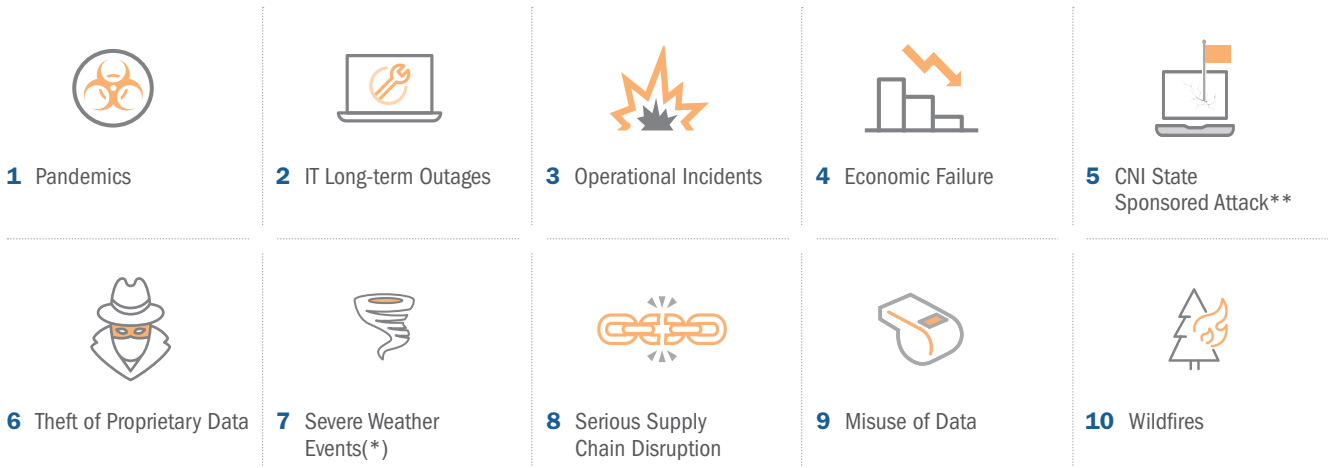 1 Pandemics
2 IT Long-term Outages
3 Operational Incidents
4 Economic Failure
5 CNI State
Sponsored Attack**
6 Theft of Proprietary Data
7 Severe Weather
Events(*)
8 Serious Supply
Chain Disruption
9 Misuse of Data
10 Wildfires